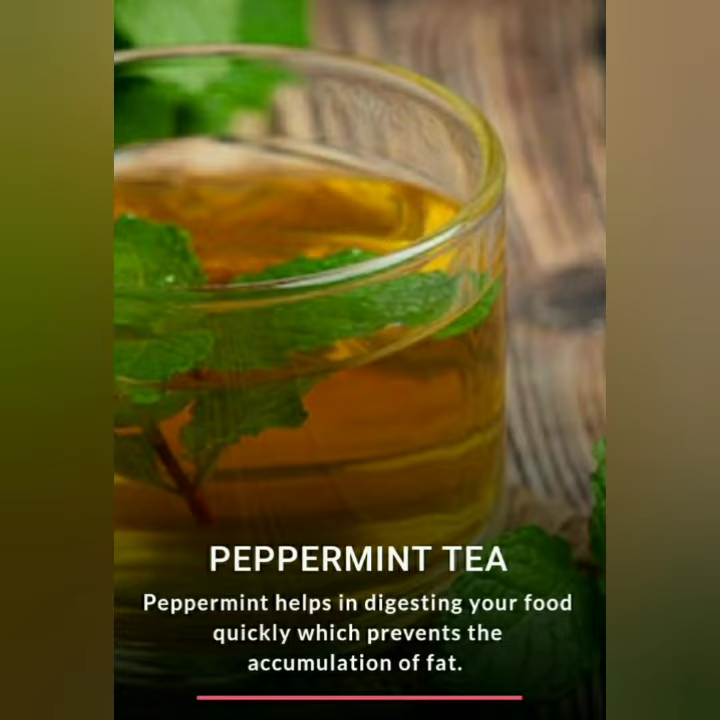 PEPPERMINT TEA
Peppermint helps in digesting your food
quickly which prevents the
accumulation of fat.